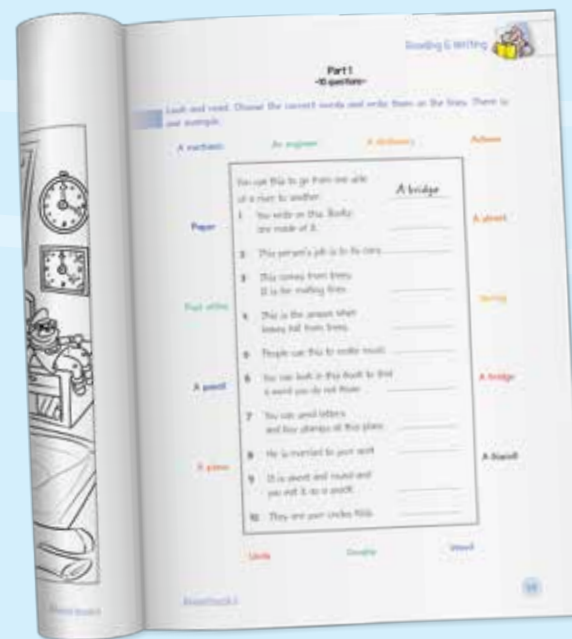 Reading & Writing
Part 1
-10 questions-
Look and read. Choose the correct words and write them on the lines. There is
one example.
A mechanic An engineer A dictionary Autumn
You use this to go from one side
of a river to another. A bridge
1 You write on this. Books
are made of it.
Paper A street
2 This person's job is to fix cars.
3 This comes from trees.
It is for making fires.
Post office Spring
4 This is the season when
leaves fall from trees.
5 People use this to make music.
A pencil A bridge
6 You can look in this book to find
a word you do not know.
7 You can send letters
and buy stamps at this place.
A piano A biscuit
8 He is married to your aunt.
9 It is sweet and round and
you eat it as a snack.
10 They are your uncle's kids.
Uncle Cousins Wood